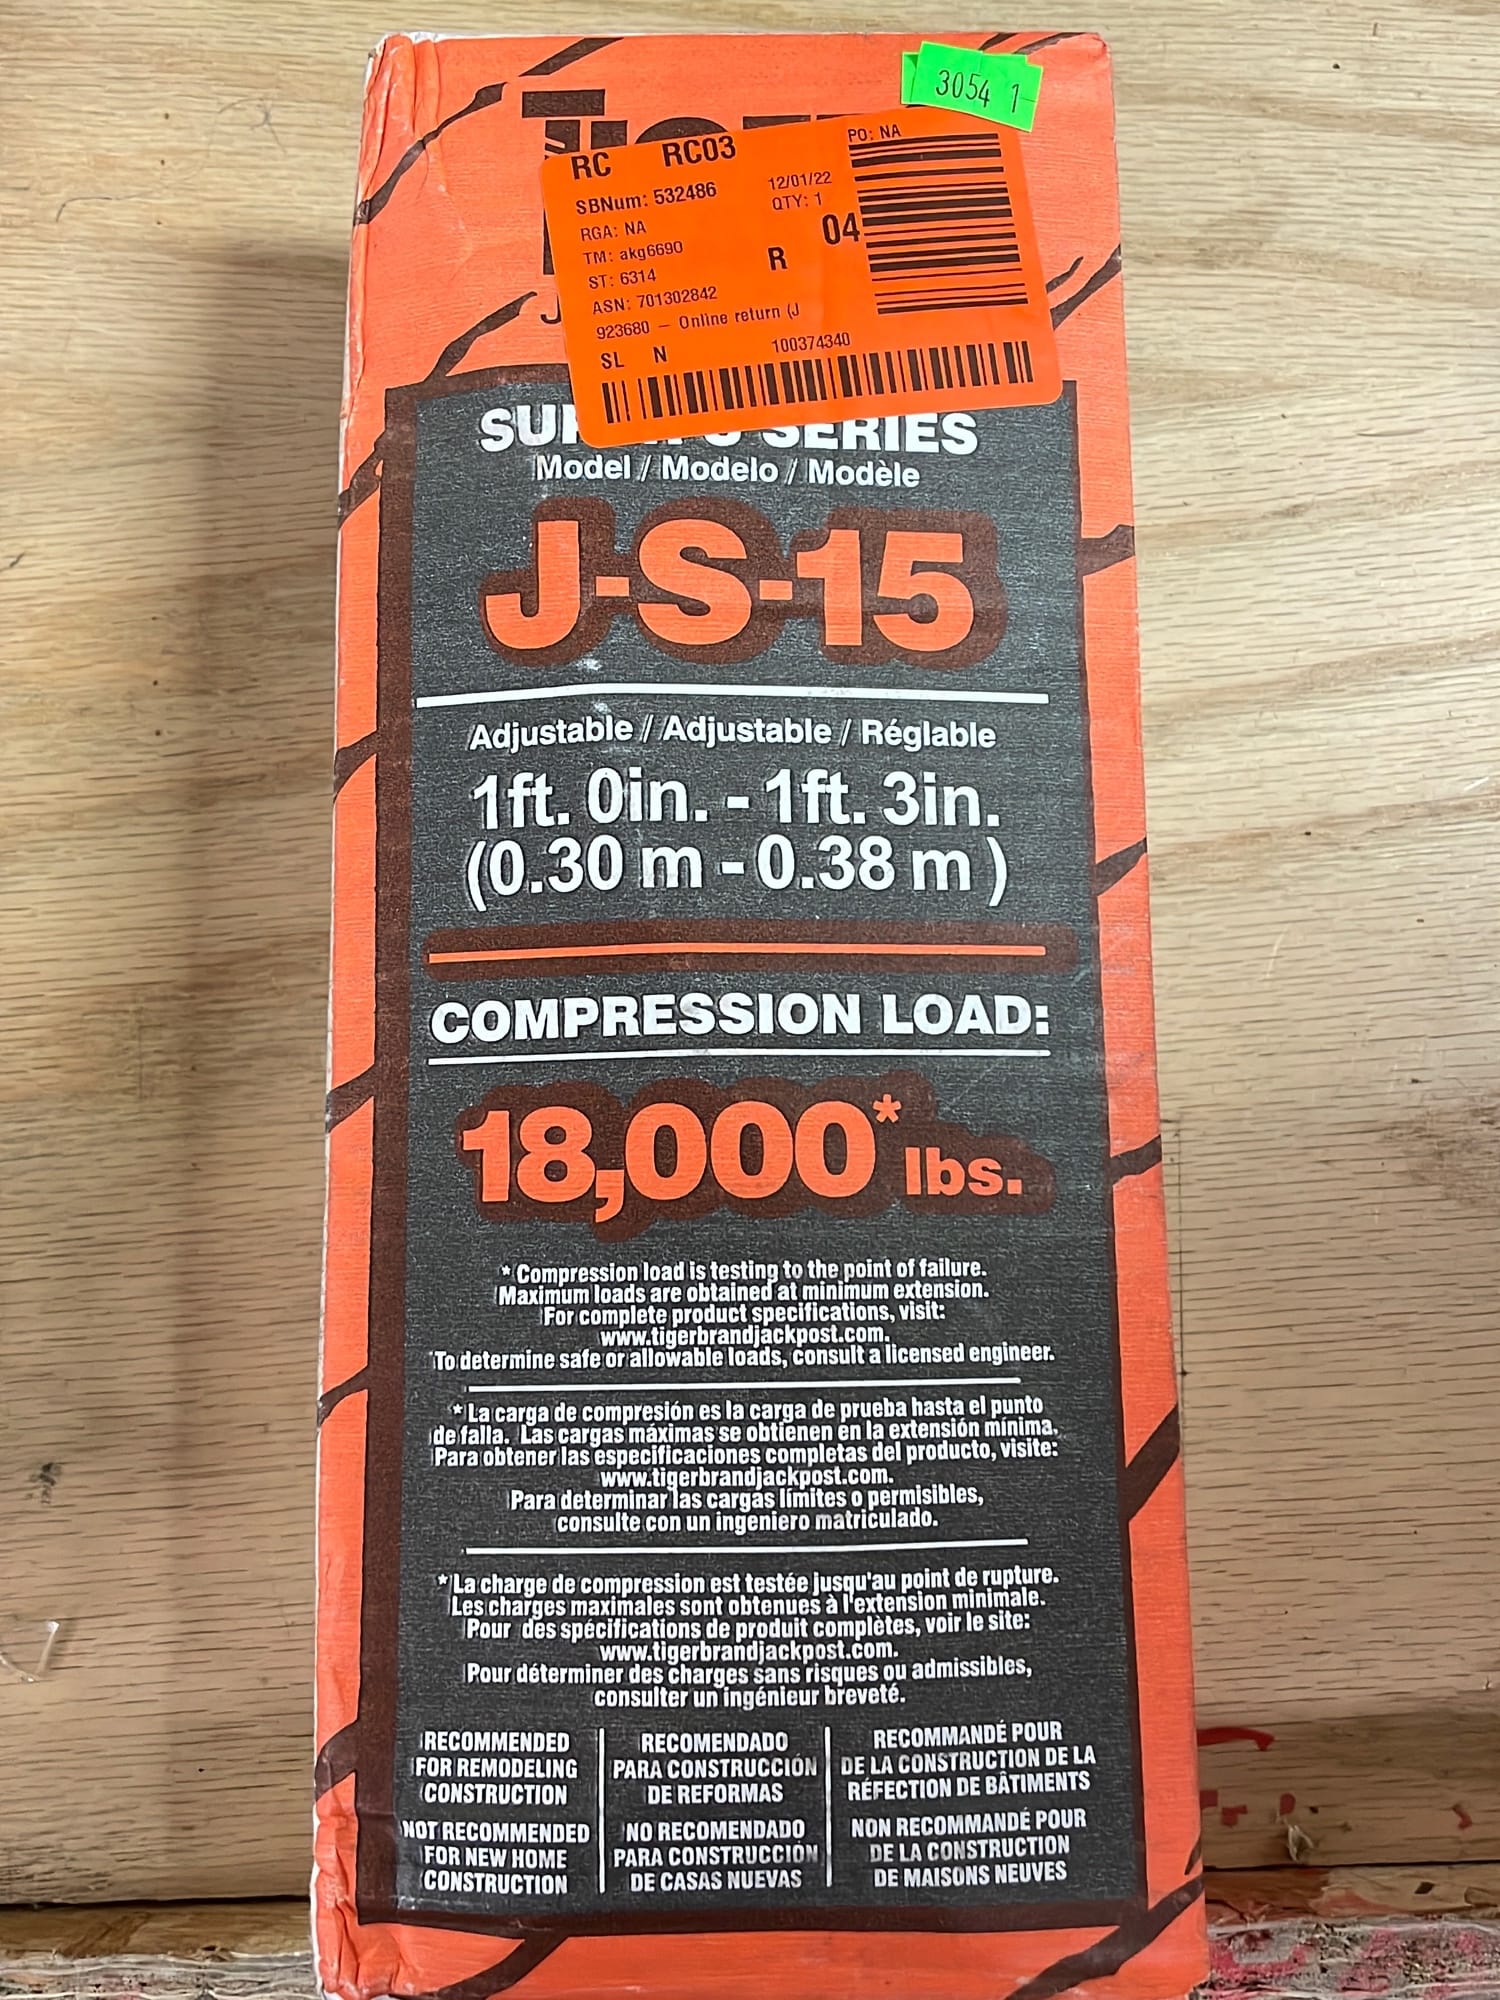 3054 1
RC RC03 PO: NA
SBNum: 532486 12/01/22
RGA: NA QTY: 1
TM: akg6690 R 04
ST: 6314
ASN: 701302842
923680 — Online return (J
SL N 100374340
SERIES
Model / Modelo / Modèle
J-S-15
Adjustable / Adjustable / Réglable
1ft. 0in. - 1ft. 3in.
(0.30 m - 0.38 m )
COMPRESSION LOAD:
18,000* lbs.
* Compression load is testing to the point of failure.
Maximum loads are obtained at minimum extension.
For complete product specifications, visit:
www.tigerbrandjackpost.com.
To determine safe or allowable loads, consult a licensed engineer.
* La carga de compresión es la carga de prueba hasta el punto
de falla. Las cargas máximas se obtienen en la extensión mínima.
Para obtener las especificaciones completas del producto, visite:
www.tigerbrandjackpost.com.
Para determinar las cargas límites o permisibles,
consulte con un ingeniero matriculado.
* La charge de compression est testée jusqu'au point de rupture.
Les charges maximales sont obtenues à l'extension minimale.
Pour des spécifications de produit complètes, voir le site:
www.tigerbrandjackpost.com.
Pour déterminer des charges sans risques ou admissibles,
consulter un ingénieur breveté.
RECOMMENDED
FOR REMODELING
CONSTRUCTION
NOT RECOMMENDED
FOR NEW HOME
CONSTRUCTION
RECOMENDADO
PARA CONSTRUCCIÓN
DE REFORMAS
NO RECOMENDADO
PARA CONSTRUCCIÓN
DE CASAS NUEVAS
RECOMMANDÉ POUR
DE LA CONSTRUCTION DE LA
RÉFECTION DE BÂTIMENTS
NON RECOMMANDÉ POUR
DE LA CONSTRUCTION
DE MAISONS NEUVES